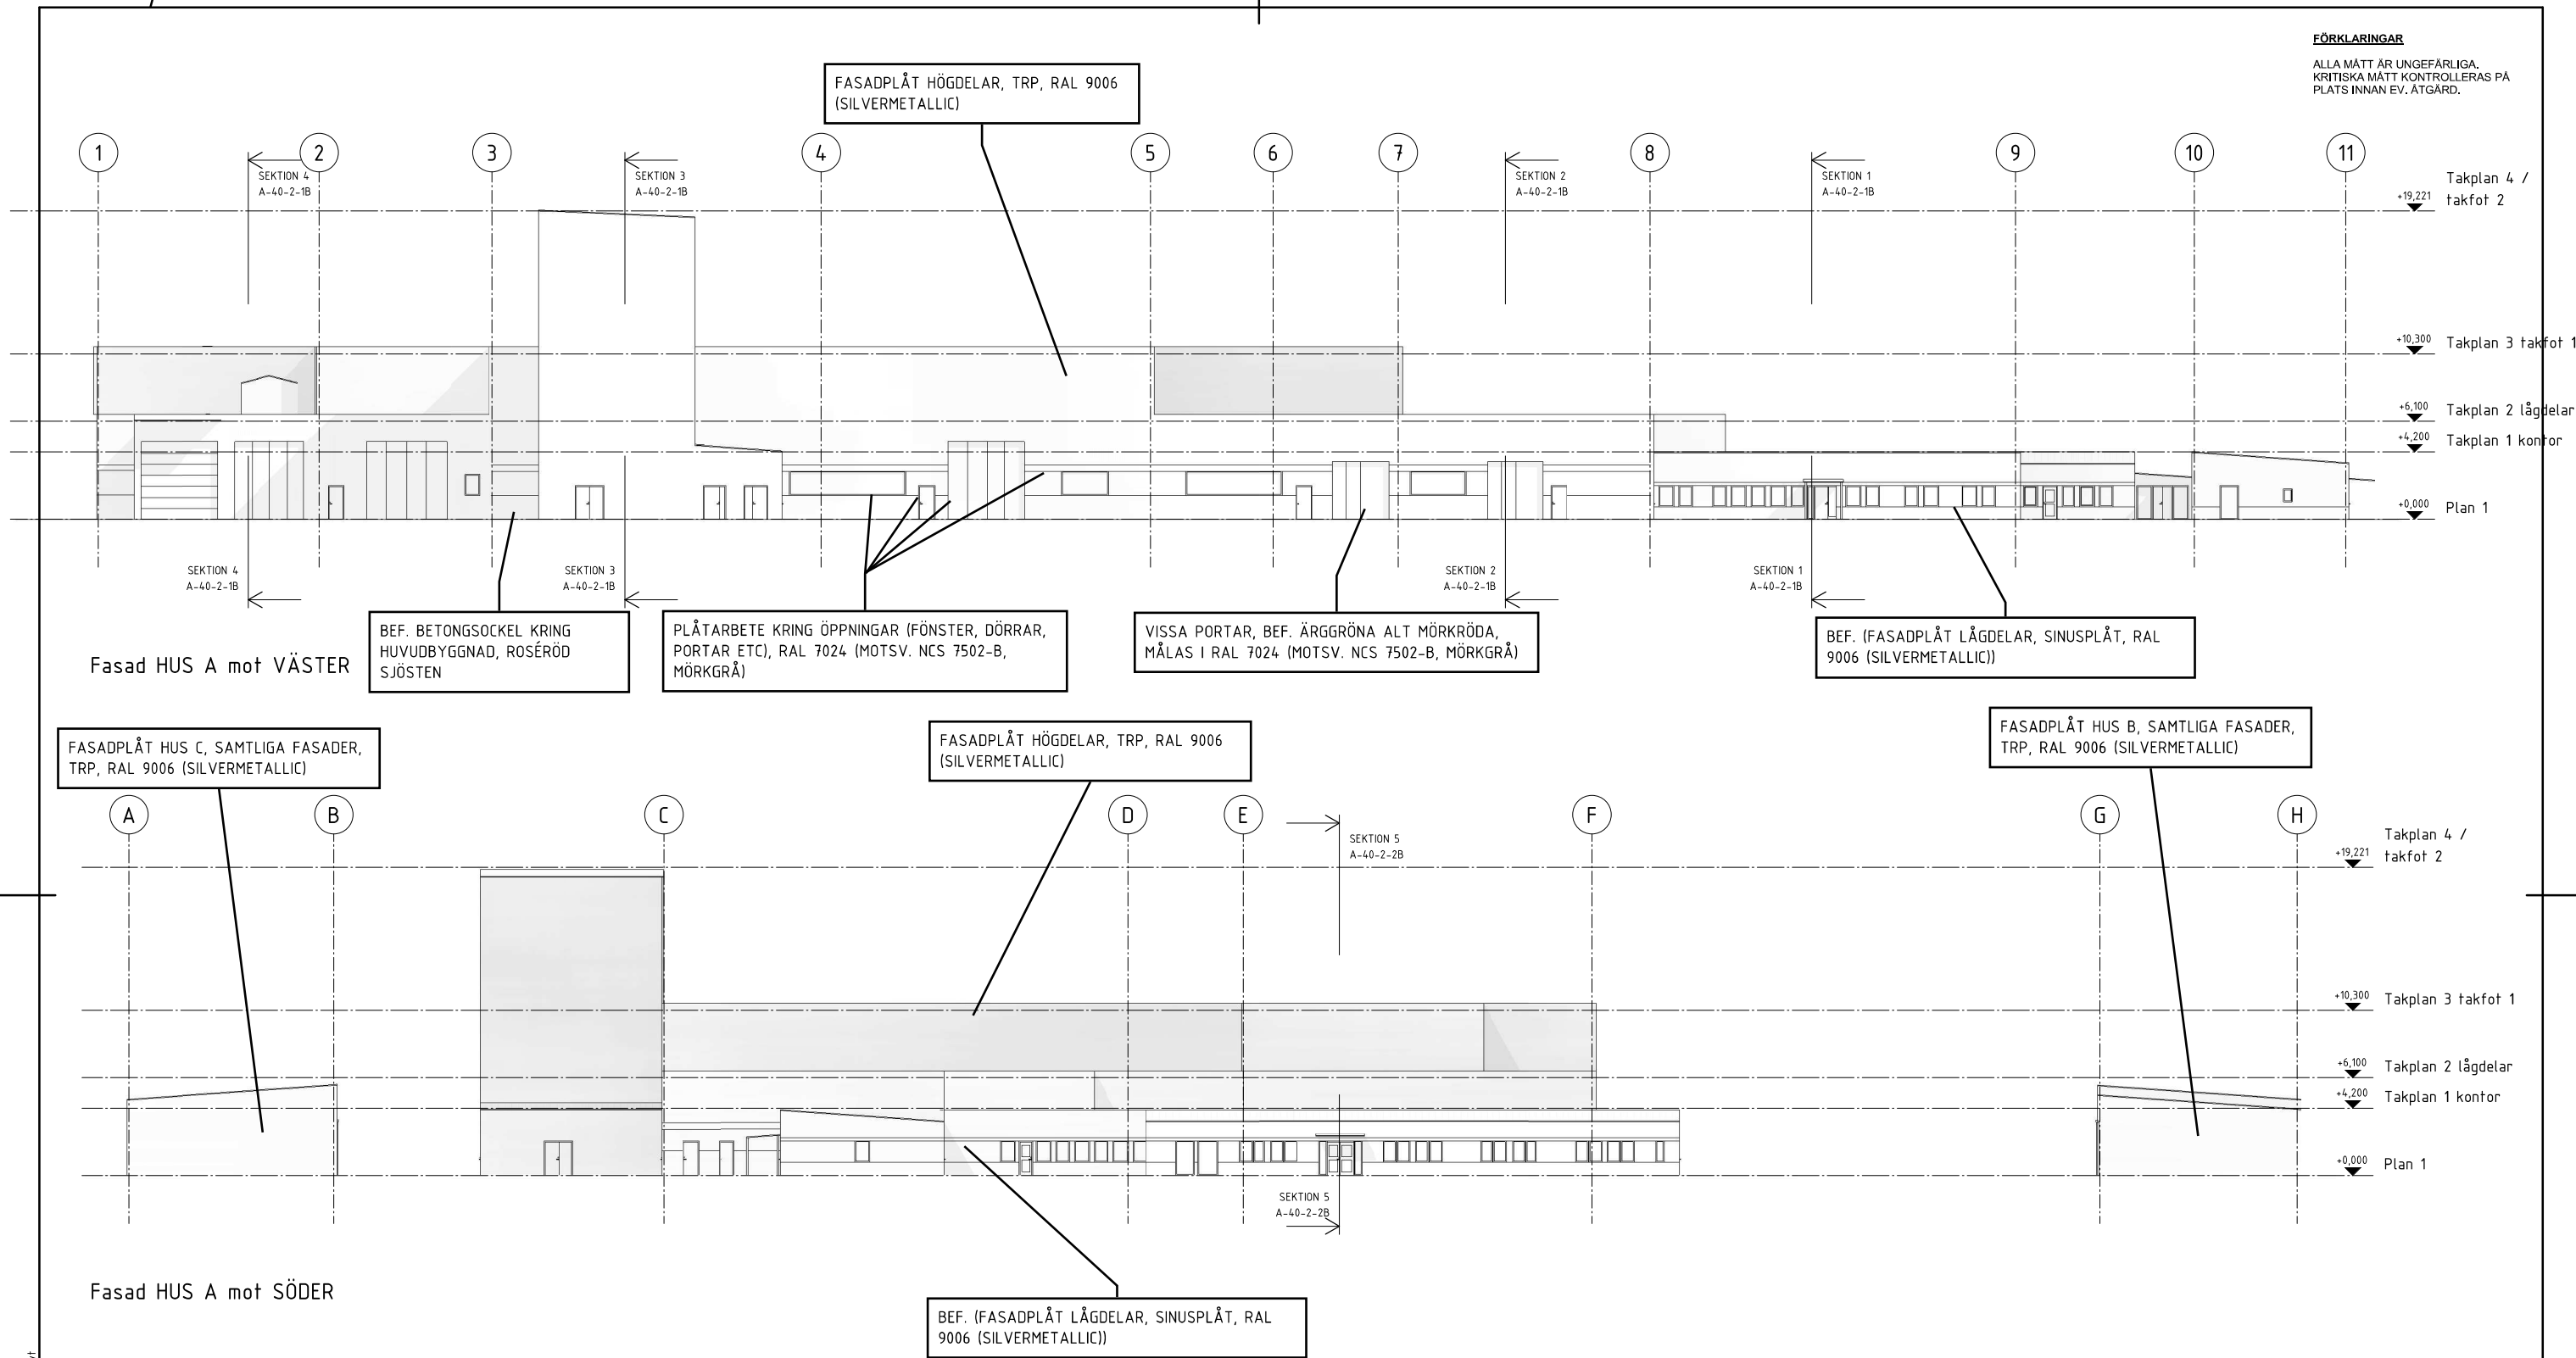 FÖRKLARINGAR
ALLA MÅTT ÄR UNGEFÄRLIGA.
KRITISKA MÅTT KONTROLLERAS PÅ
PLATS INNAN EV. ÅTGÄRD.
FASADPLÅT HÖGDELAR, TRP, RAL 9006
(SILVERMETALLIC)
1
2
3
4
5
6
7
8
9
10
11
SEKTION 4
A-40-2-1B
SEKTION 3
A-40-2-1B
SEKTION 2
A-40-2-1B
SEKTION 1
A-40-2-1B
+19,221
Takplan 4 /
takfot 2
+10,300
Takplan 3 takfot 1
+6,100
Takplan 2 lågdelar
+4,200
Takplan 1 kontor
+0,000
Plan 1
SEKTION 4
A-40-2-1B
SEKTION 3
A-40-2-1B
SEKTION 2
A-40-2-1B
SEKTION 1
A-40-2-1B
Fasad HUS A mot VÄSTER
BEF. BETONGSOCKEL KRING
HUVUDBYGGNAD, ROSÉRÖD
SJÖSTEN
PLÅTARBETE KRING ÖPPNINGAR (FÖNSTER, DÖRRAR,
PORTAR ETC), RAL 7024 (MOTSV. NCS 7502-B,
MÖRKGRÅ)
VISSA PORTAR, BEF. ÄRGGRÖNA ALT MÖRKRÖDA,
MÅLAS I RAL 7024 (MOTSV. NCS 7502-B, MÖRKGRÅ)
BEF. (FASADPLÅT LÅGDELAR, SINUSPLÅT, RAL
9006 (SILVERMETALLIC))
FASADPLÅT HUS C, SAMTLIGA FASADER,
TRP, RAL 9006 (SILVERMETALLIC)
FASADPLÅT HÖGDELAR, TRP, RAL 9006
(SILVERMETALLIC)
FASADPLÅT HUS B, SAMTLIGA FASADER,
TRP, RAL 9006 (SILVERMETALLIC)
A
B
C
D
E
F
G
H
SEKTION 5
A-40-2-2B
+19,221
Takplan 4 /
takfot 2
+10,300
Takplan 3 takfot 1
+6,100
Takplan 2 lågdelar
+4,200
Takplan 1 kontor
+0,000
Plan 1
SEKTION 5
A-40-2-2B
Fasad HUS A mot SÖDER
BEF. (FASADPLÅT LÅGDELAR, SINUSPLÅT, RAL
9006 (SILVERMETALLIC))